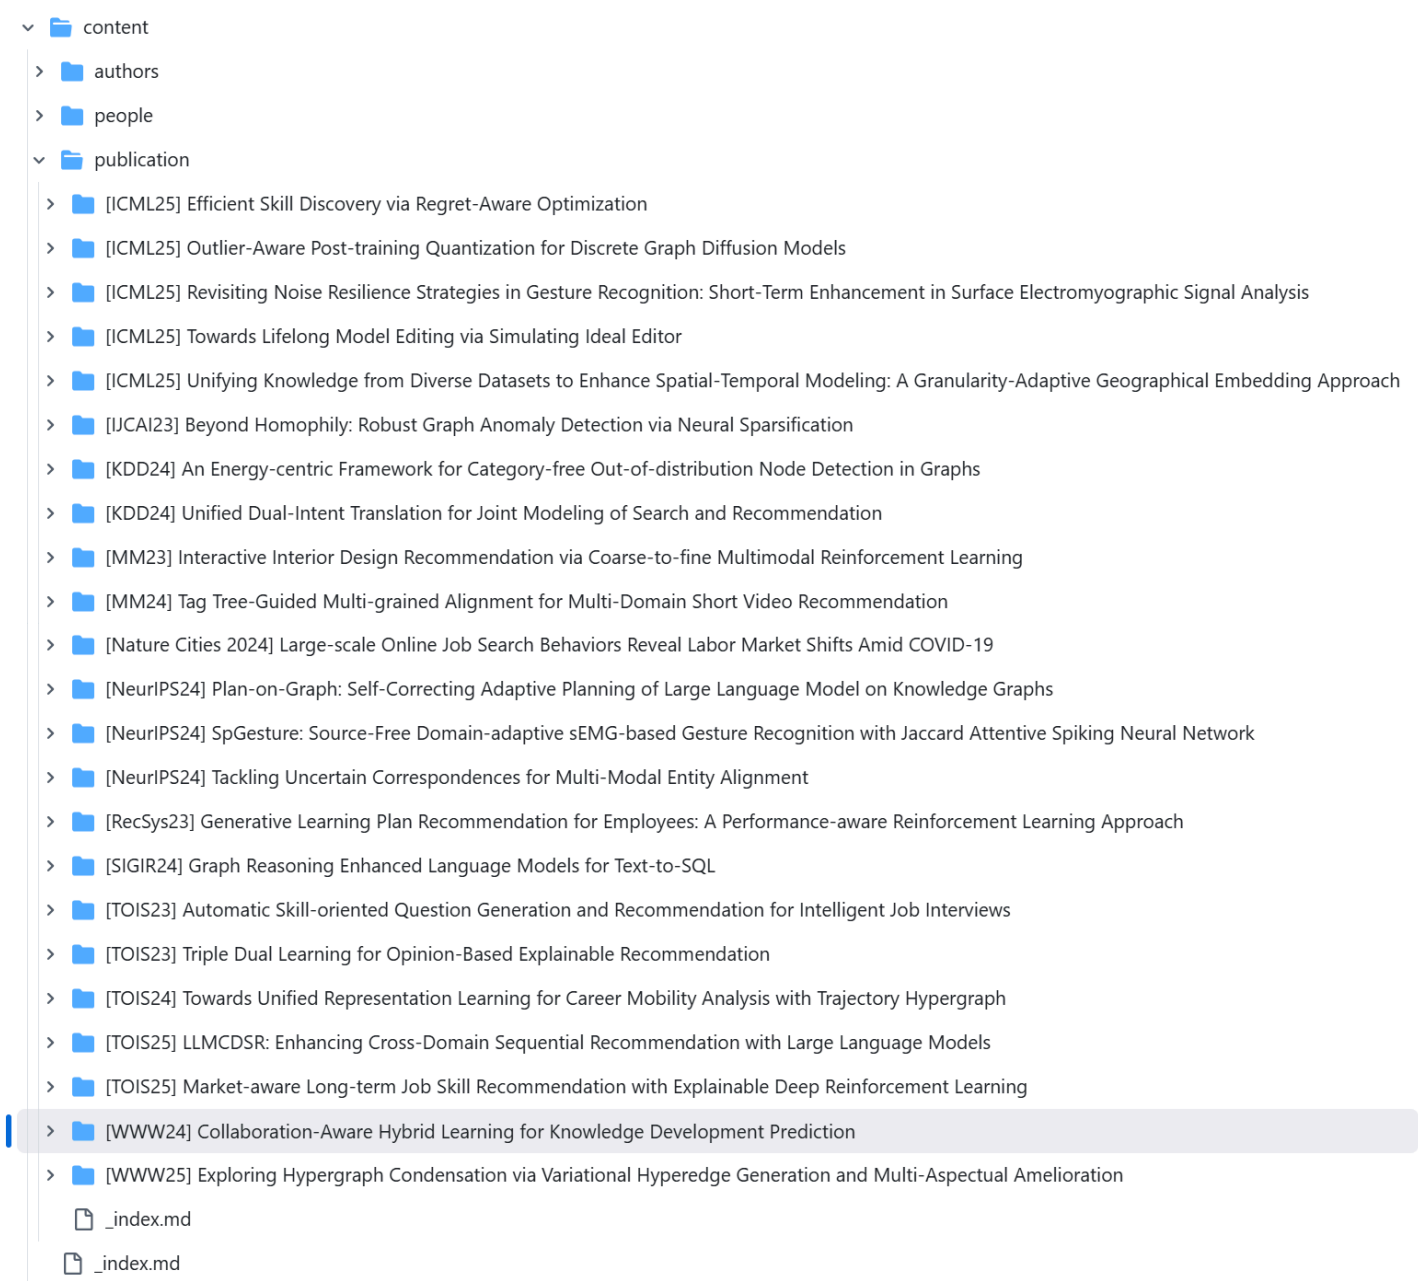 content
authors
people
publication
[ICML25] Efficient Skill Discovery via Regret-Aware Optimization
[ICML25] Outlier-Aware Post-training Quantization for Discrete Graph Diffusion Models
[ICML25] Revisiting Noise Resilience Strategies in Gesture Recognition: Short-Term Enhancement in Surface Electromyographic Signal Analysis
[ICML25] Towards Lifelong Model Editing via Simulating Ideal Editor
[ICML25] Unifying Knowledge from Diverse Datasets to Enhance Spatial-Temporal Modeling: A Granularity-Adaptive Geographical Embedding Approach
[IJCAI23] Beyond Homophily: Robust Graph Anomaly Detection via Neural Sparsification
[KDD24] An Energy-centric Framework for Category-free Out-of-distribution Node Detection in Graphs
[KDD24] Unified Dual-Intent Translation for Joint Modeling of Search and Recommendation
[MM23] Interactive Interior Design Recommendation via Coarse-to-fine Multimodal Reinforcement Learning
[MM24] Tag Tree-Guided Multi-grained Alignment for Multi-Domain Short Video Recommendation
[Nature Cities 2024] Large-scale Online Job Search Behaviors Reveal Labor Market Shifts Amid COVID-19
[NeurIPS24] Plan-on-Graph: Self-Correcting Adaptive Planning of Large Language Model on Knowledge Graphs
[NeurIPS24] SpGesture: Source-Free Domain-adaptive sEMG-based Gesture Recognition with Jaccard Attentive Spiking Neural Network
[NeurIPS24] Tackling Uncertain Correspondences for Multi-Modal Entity Alignment
[RecSys23] Generative Learning Plan Recommendation for Employees: A Performance-aware Reinforcement Learning Approach
[SIGIR24] Graph Reasoning Enhanced Language Models for Text-to-SQL
[TOIS23] Automatic Skill-oriented Question Generation and Recommendation for Intelligent Job Interviews
[TOIS23] Triple Dual Learning for Opinion-Based Explainable Recommendation
[TOIS24] Towards Unified Representation Learning for Career Mobility Analysis with Trajectory Hypergraph
[TOIS25] LLMCDSR: Enhancing Cross-Domain Sequential Recommendation with Large Language Models
[TOIS25] Market-aware Long-term Job Skill Recommendation with Explainable Deep Reinforcement Learning
[WWW24] Collaboration-Aware Hybrid Learning for Knowledge Development Prediction
[WWW25] Exploring Hypergraph Condensation via Variational Hyperedge Generation and Multi-Aspectual Amelioration
_index.md
_index.md